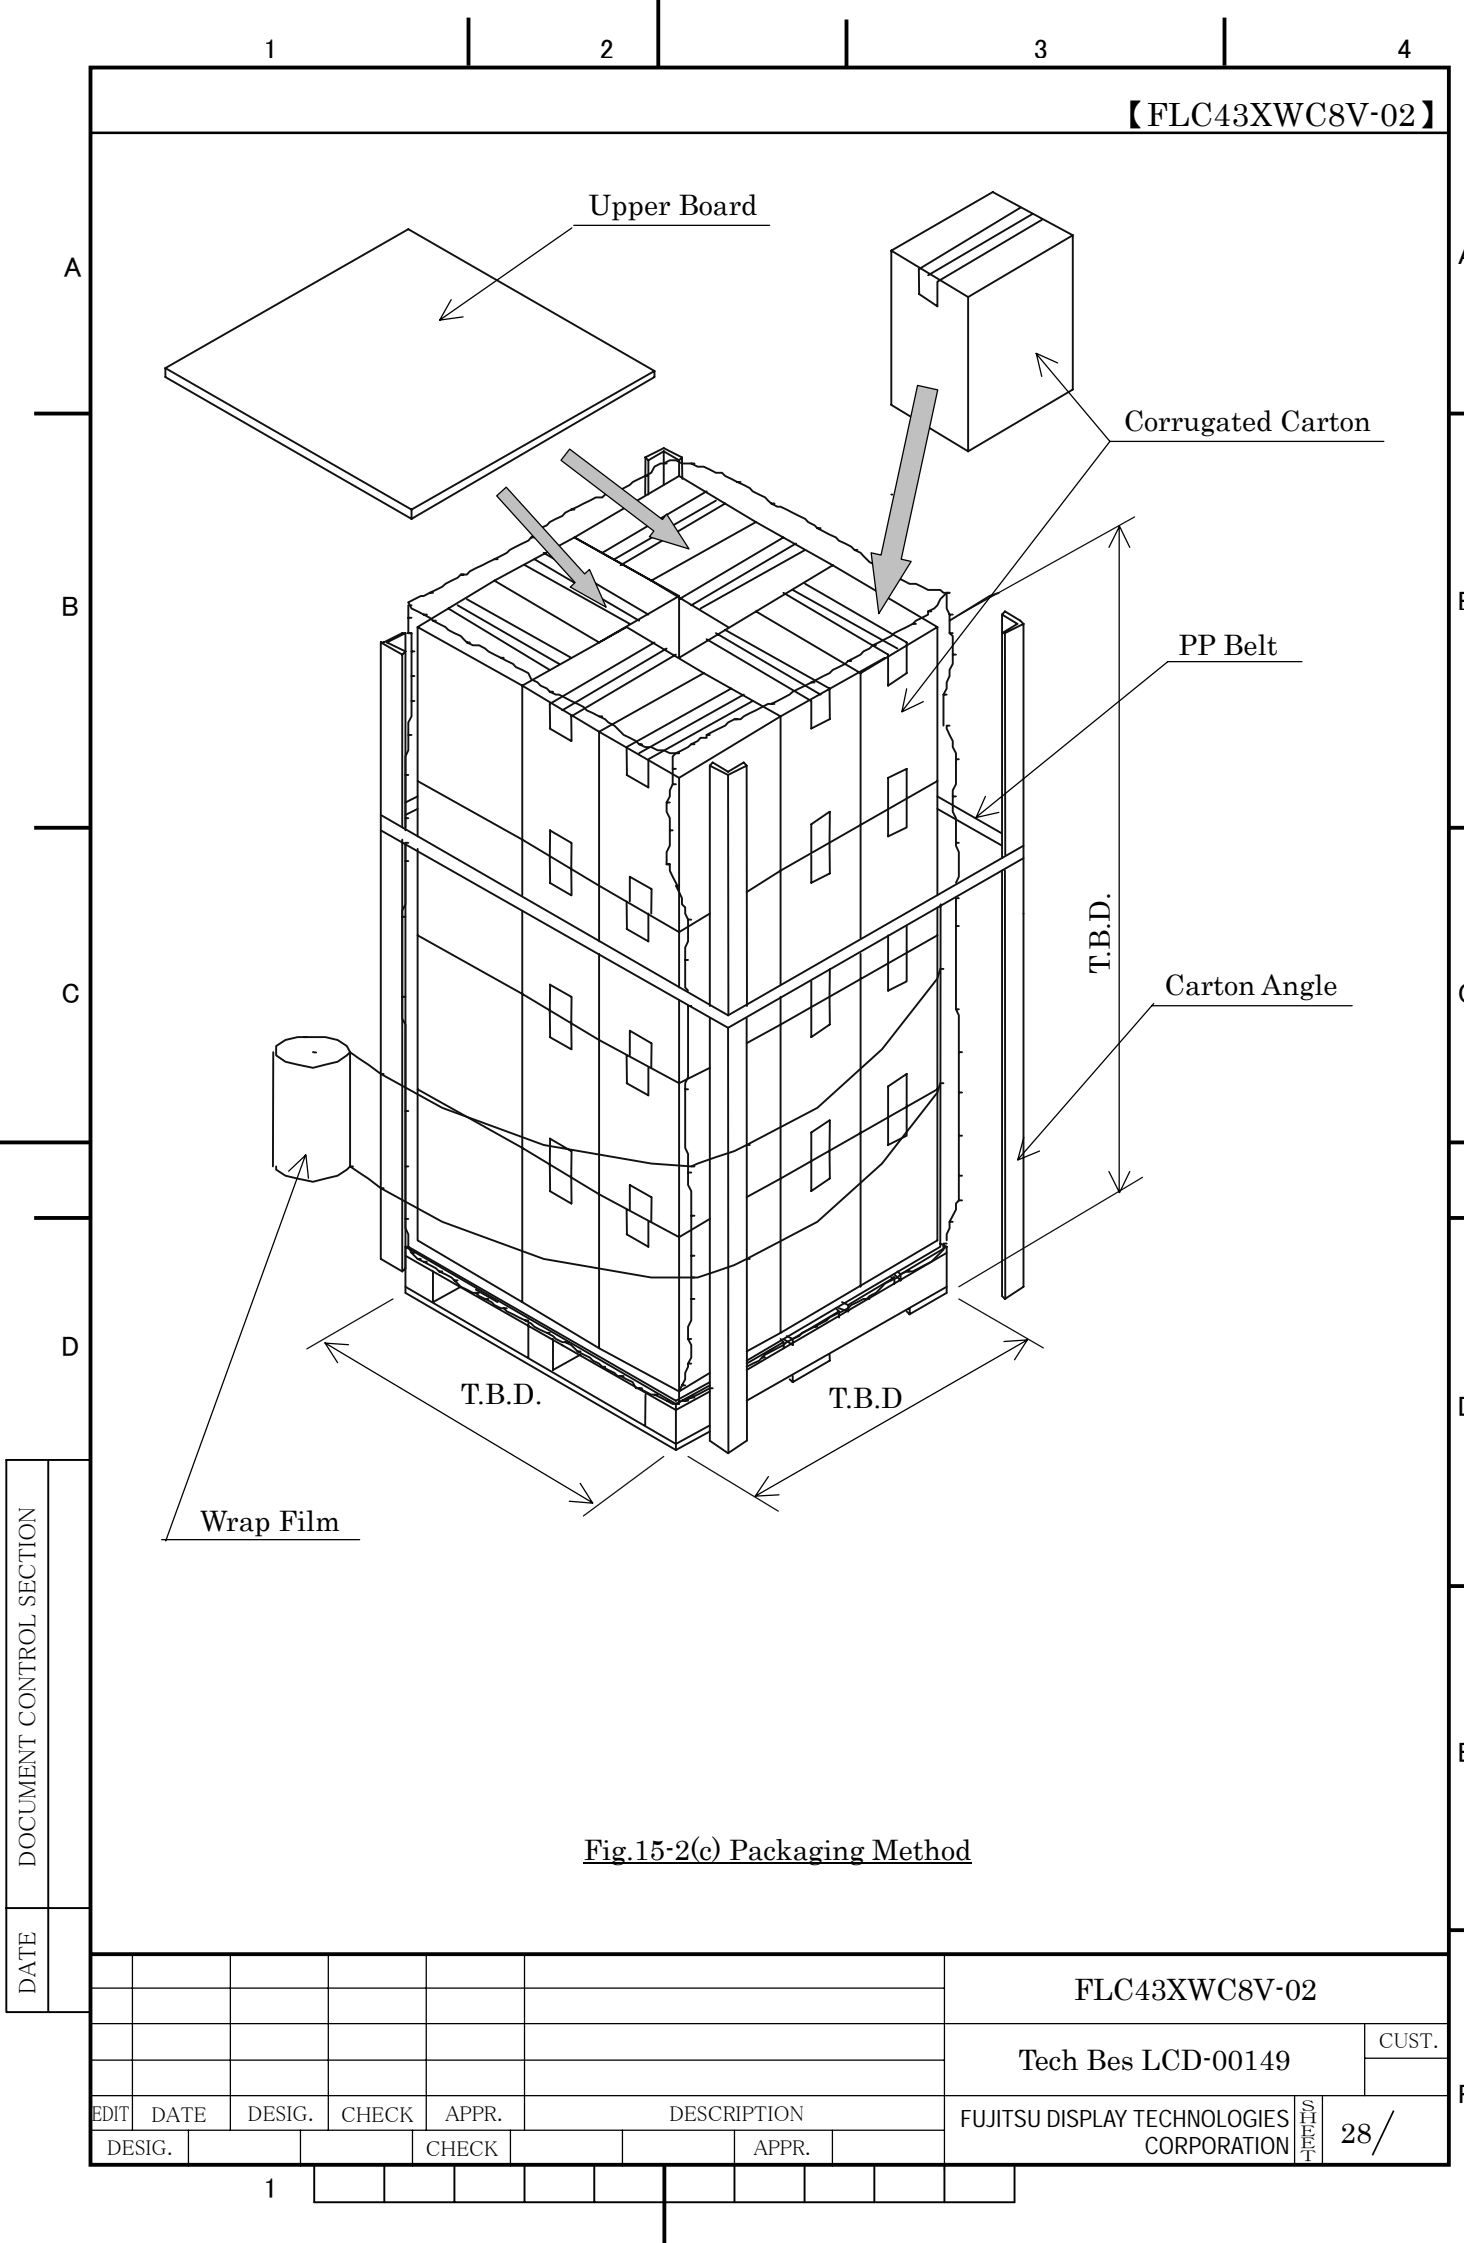 1 2 3 4
【FLC43XWC8V-02】
Upper Board
A
Corrugated Carton
B
PP Belt
T.B.D.
C
Carton Angle
D
T.B.D.
T.B.D
Wrap Film
DOCUMENT CONTROL SECTION
DATE
Fig.15-2(c) Packaging Method
FLC43XWC8V-02
Tech Bes LCD-00149
CUST.
EDIT DATE DESIG. CHECK APPR. DESCRIPTION
FUJITSU DISPLAY TECHNOLOGIES
CORPORATION
SHEET
28/
DESIG. CHECK APPR.
1